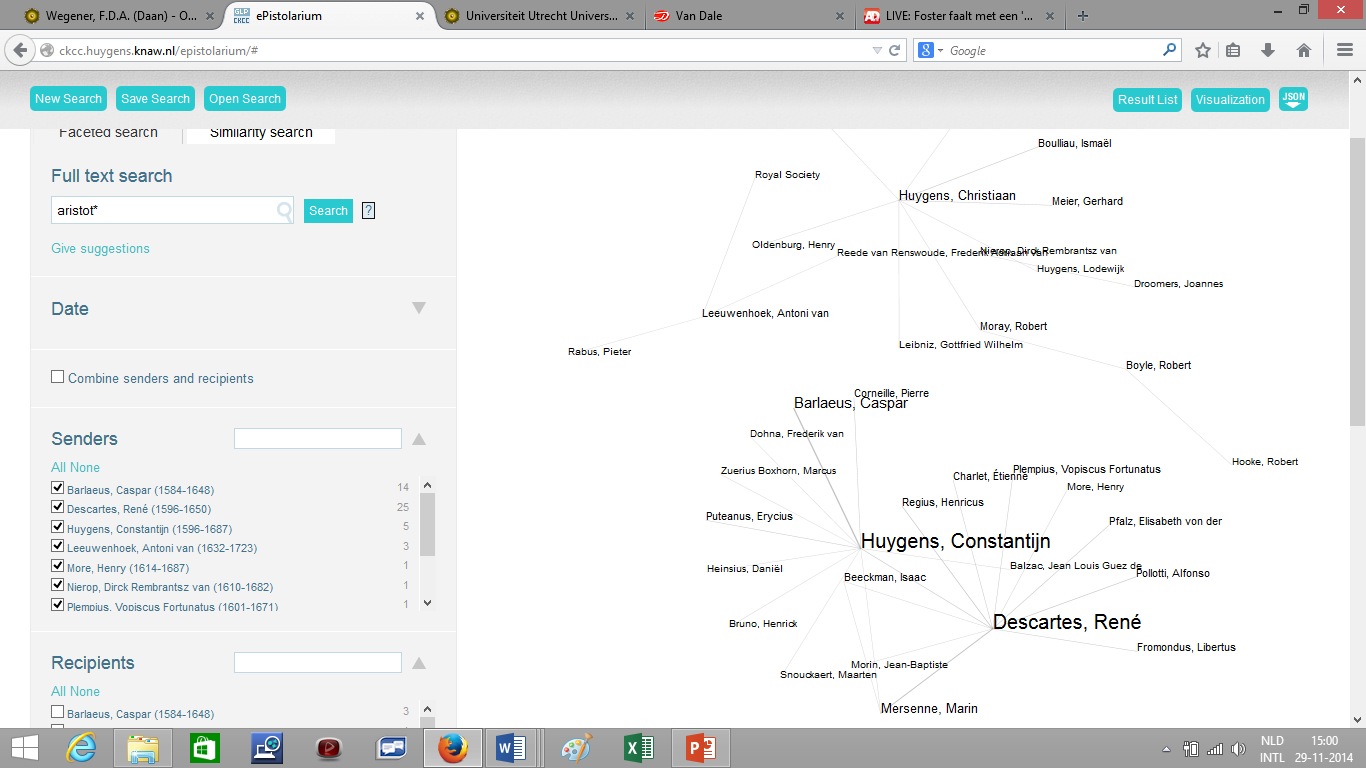 Wegener, F.D.A. (Daan) - O...
ePistolarium
Universiteit Utrecht Univers...
Van Dale
LIVE: Foster faalt met een '...
ckcc.huygens.knaw.nl/epistolarium/#
Google
New Search
Save Search
Open Search
Result List
Visualization
JSON
Faceted search
Similarity search
Full text search
aristot*
Search
?
Give suggestions
Date
Combine senders and recipients
Senders
All None
Barlaeus, Caspar (1584-1648) 14
Descartes, René (1596-1650) 25
Huygens, Constantijn (1596-1687) 5
Leeuwenhoek, Antoni van (1632-1723) 3
More, Henry (1614-1687) 1
Nierop, Dirck Rembrantsz van (1610-1682) 1
Plempius, Vopiscus Fortunatus (1601-1671) 1
Recipients
All None
Barlaeus, Caspar (1584-1648) 3
Boulliau, Ismaël
Royal Society
Huygens, Christiaan
Meier, Gerhard
Oldenburg, Henry
Reede van Renswoude, Frederik Adriaan van
Nierop, Dirck Rembrantsz van
Huygens, Lodewijk
Droomers, Joannes
Leeuwenhoek, Antoni van
Moray, Robert
Rabus, Pieter
Leibniz, Gottfried Wilhelm
Boyle, Robert
Corneille, Pierre
Barlaeus, Caspar
Dohna, Frederik van
Hooke, Robert
Zuerius Boxhorn, Marcus
Charlet, Étienne
Plempius, Vopiscus Fortunatus
More, Henry
Regius, Henricus
Puteanus, Erycius
Pfalz, Elisabeth von der
Huygens, Constantijn
Heinsius, Daniël
Balzac, Jean Louis Guez de
Pollotti, Alfonso
Beeckman, Isaac
Bruno, Henrick
Descartes, René
Fromondus, Libertus
Morin, Jean-Baptiste
Snouckaert, Maarten
Mersenne, Marin
NLD
INTL
15:00
29-11-2014